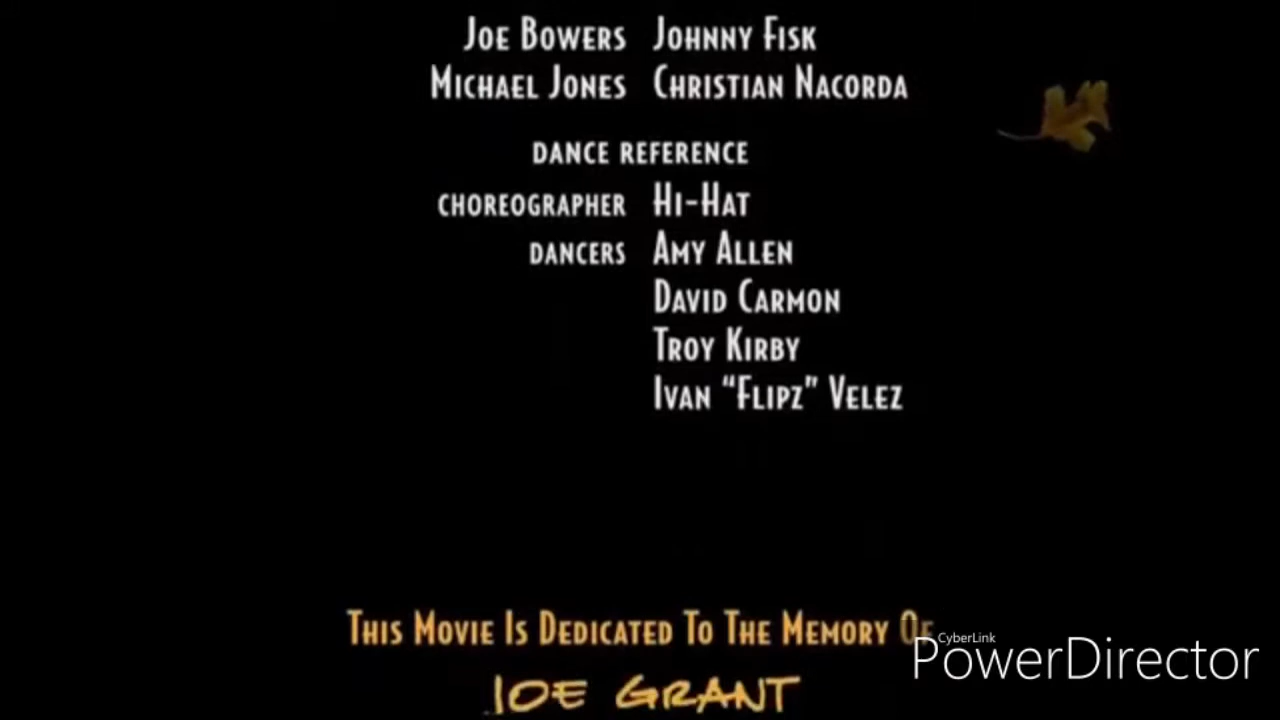 Joe Bowers Johnny Fisk
Michael Jones Christian Nacorda
DANCE REFERENCE
CHOREOGRAPHER Hi-Hat
DANCERS Amy Allen
David Carmon
Troy Kirby
Ivan “Flipz” Velez
This Movie Is Dedicated To The Memory Of
JOE GRANT
CyberLink
PowerDirector